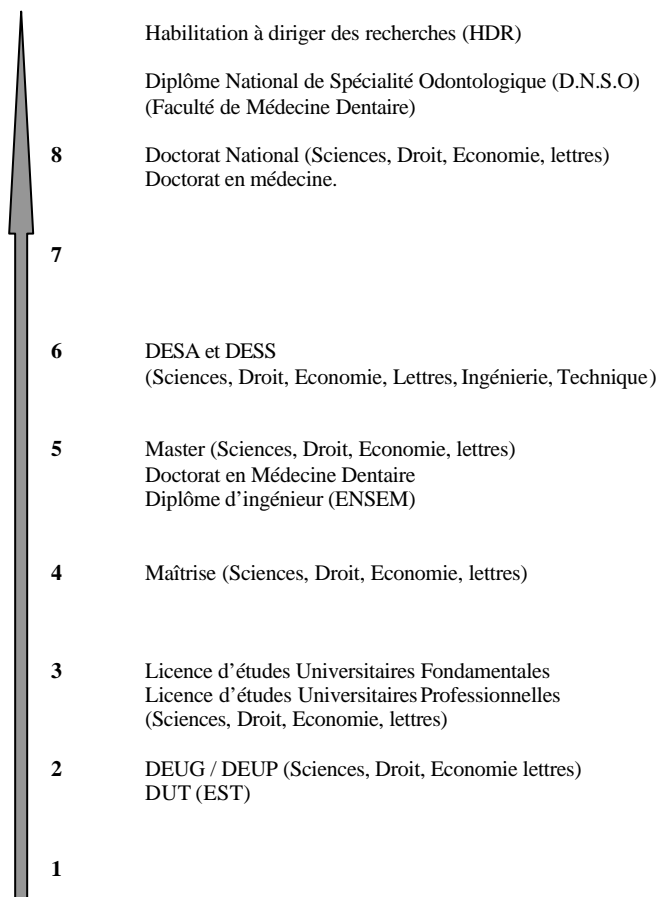 Habilitation à diriger des recherches (HDR)
Diplôme National de Spécialité Odontologique (D.N.S.O)
(Faculté de Médecine Dentaire)
8 Doctorat National (Sciences, Droit, Economie, lettres)
Doctorat en médecine.
7
6 DESA et DESS
(Sciences, Droit, Economie, Lettres, Ingénierie, Technique)
5 Master (Sciences, Droit, Economie, lettres)
Doctorat en Médecine Dentaire
Diplôme d’ingénieur (ENSEM)
4 Maîtrise (Sciences, Droit, Economie, lettres)
3 Licence d’études Universitaires Fondamentales
Licence d’études Universitaires Professionnelles
(Sciences, Droit, Economie, lettres)
2 DEUG / DEUP (Sciences, Droit, Economie lettres)
DUT (EST)
1